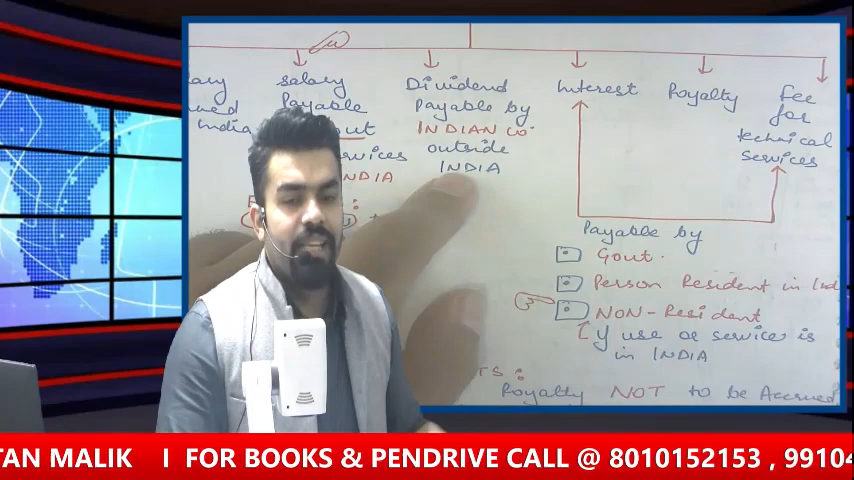 salary
Payable
Govt
services
INDIA
Dividend
Payable by
INDIAN Co.
outside
INDIA
Interest
Royalty
Fee
for
technical
services
Payable by
Govt.
Person Resident in Ind
NON-Resident
If use or services is
in INDIA
TS :
Royalty NOT to be Accrued
TAN MALIK I FOR BOOKS & PENDRIVE CALL @ 8010152153 , 99104